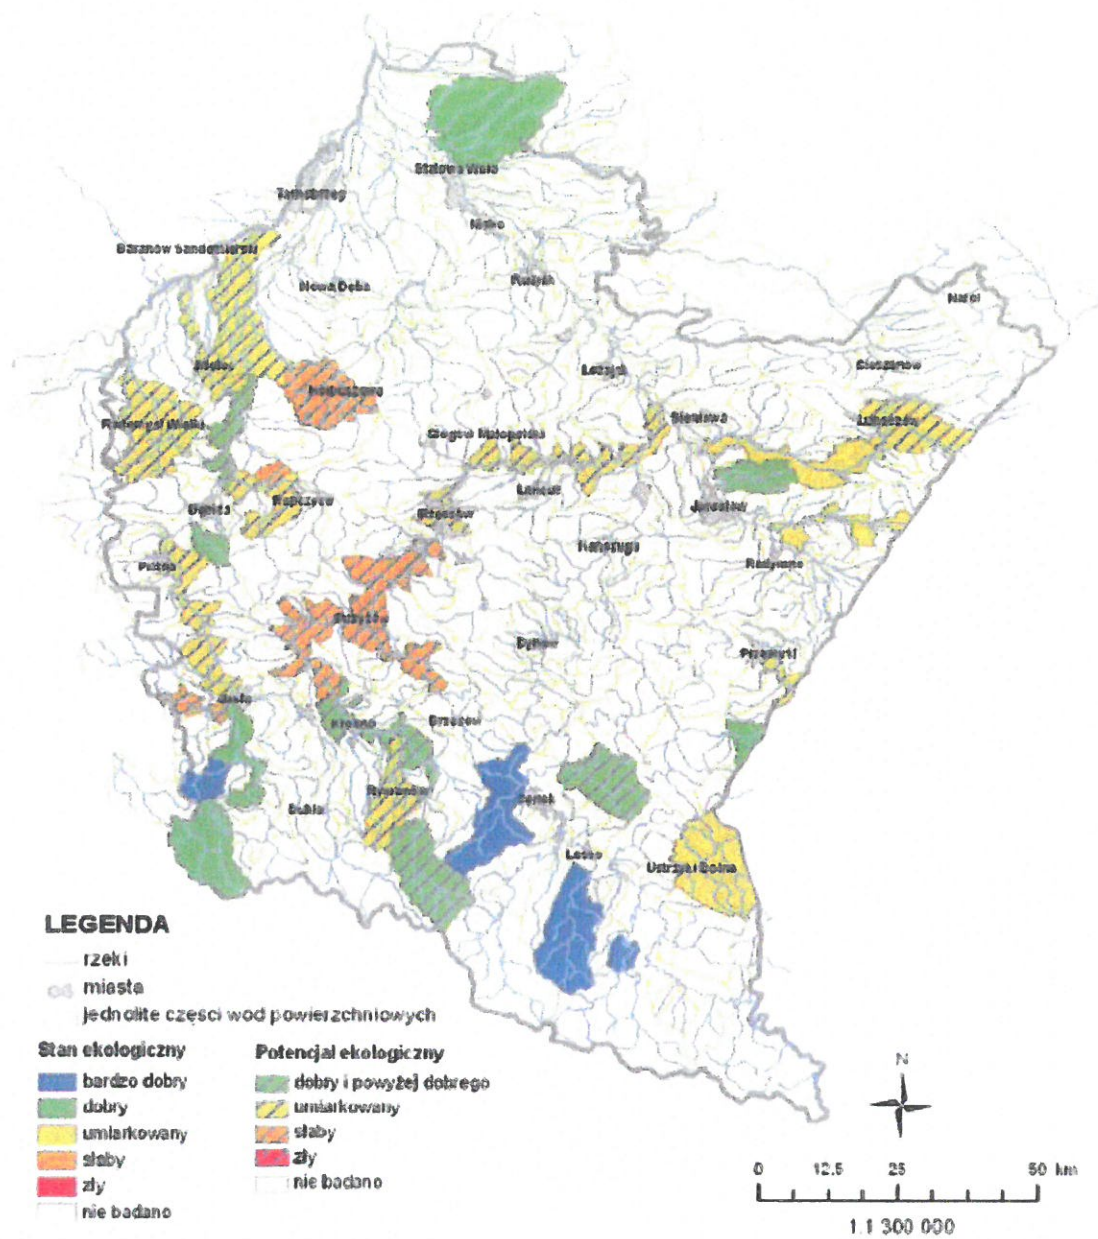 Stalowa Wola
Tarnobrzeg
Nisko
Baranów Sandomierski
Rudnik
Nowa Dęba
Narol
Mielec
Leżajsk
Cieszanów
Kolbuszowa
Radomyśl Wielki
Sieniawa
Lubaczów
Głogów Małopolski
Łańcut
Ropczyce
Dębica
Rzeszów
Jarosław
Kańczuga
Pilzno
Radymno
Strzyżów
Dynów
Przemyśl
Jasło
Krosno
Brzozów
Rymanów
Sanok
Dukla
Lesko
Ustrzyki Dolne
LEGENDA
rzeki
miasta
jednolite części wód powierzchniowych
Stan ekologiczny
bardzo dobry
dobry
umiarkowany
słaby
zły
nie badano
Potencjał ekologiczny
dobry i powyżej dobrego
umiarkowany
słaby
zły
nie badano
N
0 12.5 25 50 km
1:1 300 000